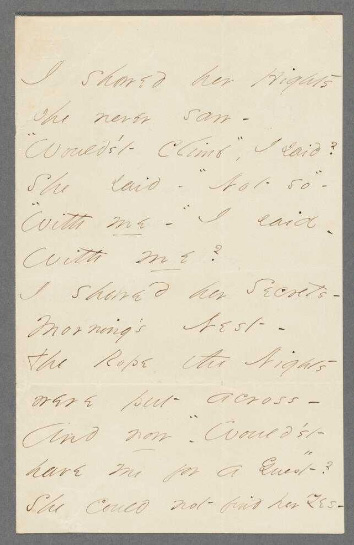 I showed her Hights
she never saw -
"Would'st Climb", I said?
She said - "Not so" -
"With me -" I said -
With me?
I showed her Secrets -
Morning's Nest -
The Rope the Nights
were put across -
And now - "Would'st
have me for a Guest"?
She could not find her Yes -